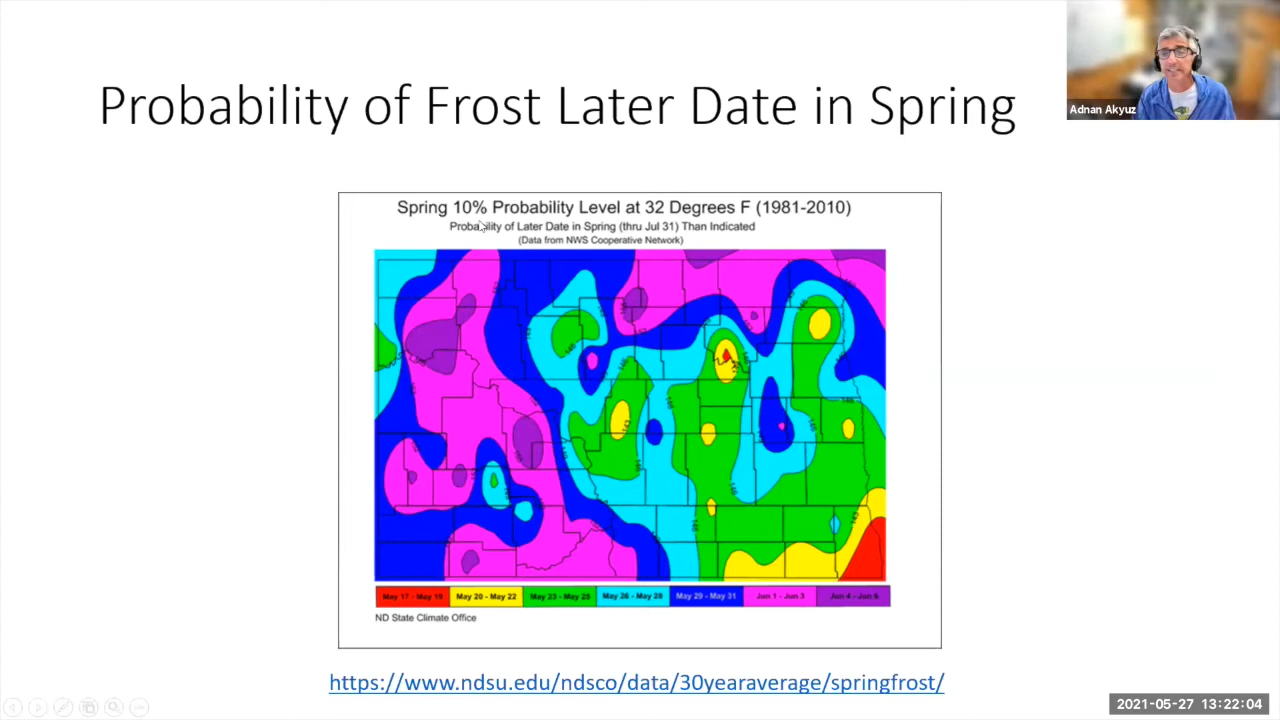 Probability of Frost Later Date in Spring
Adnan Akyuz
Spring 10% Probability Level at 32 Degrees F (1981-2010)
Probability of Later Date in Spring (thru Jul 31) Than Indicated
(Data from NWS Cooperative Network)
May 17 - May 19 May 20 - May 22 May 23 - May 25 May 26 - May 28 May 29 - May 31 Jun 1 - Jun 3 Jun 4 - Jun 6
ND State Climate Office
https://www.ndsu.edu/ndsco/data/30yearaverage/springfrost/
2021-05-27 13:22:04